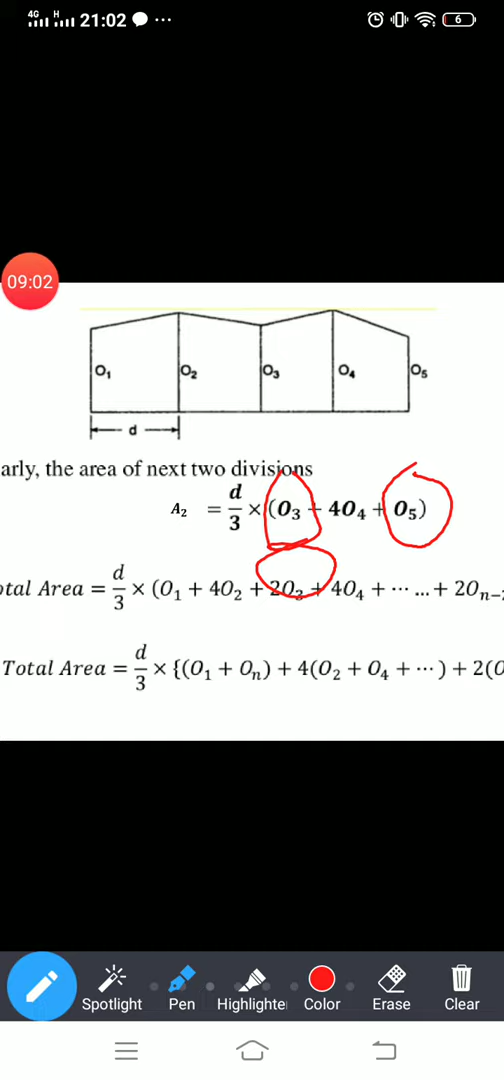 4G H 21:02 ... 6
09:02
O₁ O₂ O₃ O₄ O₅
d
arly, the area of next two divisions
A₂ = d/3 × (O₃ + 4O₄ + O₅)
otal Area = d/3 × (O₁ + 4O₂ + 2O₃ + 4O₄ + ⋯ … + 2O n−
Total Area = d/3 × {(O₁ + Oₙ) + 4(O₂ + O₄ + ⋯ ) + 2(O
Spotlight Pen Highlighte Color Erase Clear